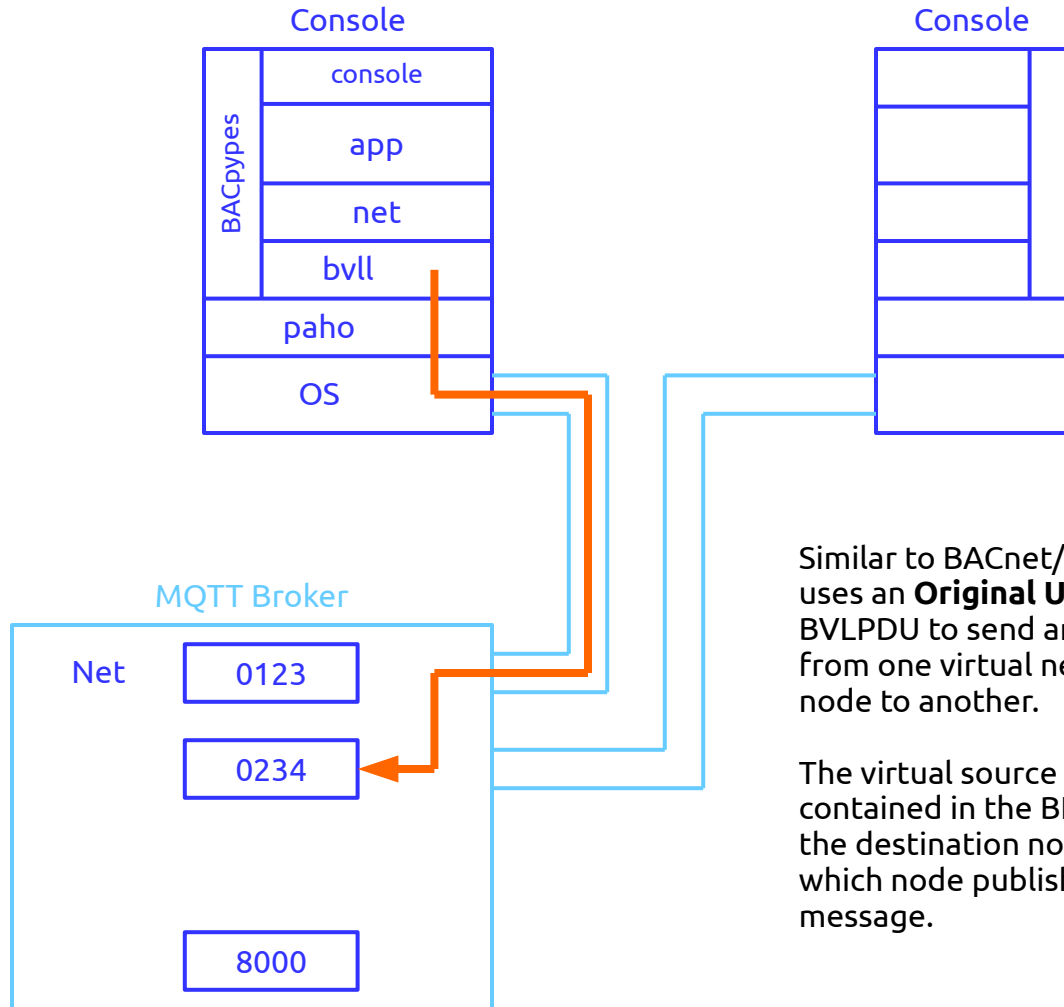 Console
Console
console
BACpypes
app
net
bvll
paho
OS
Similar to BACnet/
uses an Original U
BVLPDU to send a
from one virtual ne
node to another.
MQTT Broker
Net
0123
0234
The virtual source
contained in the B
the destination no
which node publis
message.
8000